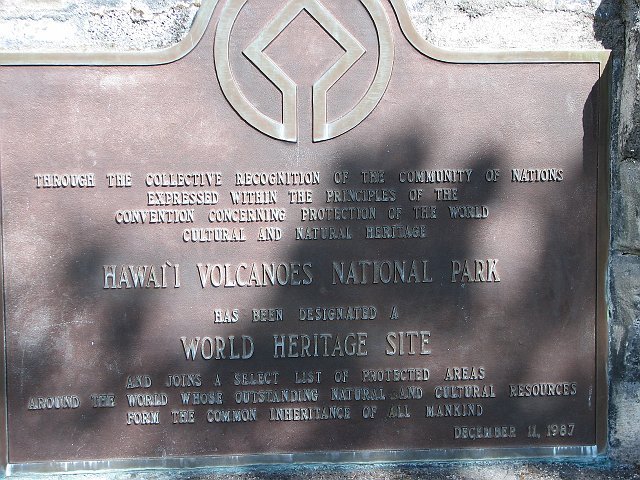 THROUGH THE COLLECTIVE RECOGNITION OF THE COMMUNITY OF NATIONS
EXPRESSED WITHIN THE PRINCIPLES OF THE
CONVENTION CONCERNING PROTECTION OF THE WORLD
CULTURAL AND NATURAL HERITAGE
HAWAI`I VOLCANOES NATIONAL PARK
HAS BEEN DESIGNATED A
WORLD HERITAGE SITE
AND JOINS A SELECT LIST OF PROTECTED AREAS
AROUND THE WORLD WHOSE OUTSTANDING NATURAL AND CULTURAL RESOURCES
FORM THE COMMON INHERITANCE OF ALL MANKIND
DECEMBER 11, 1987